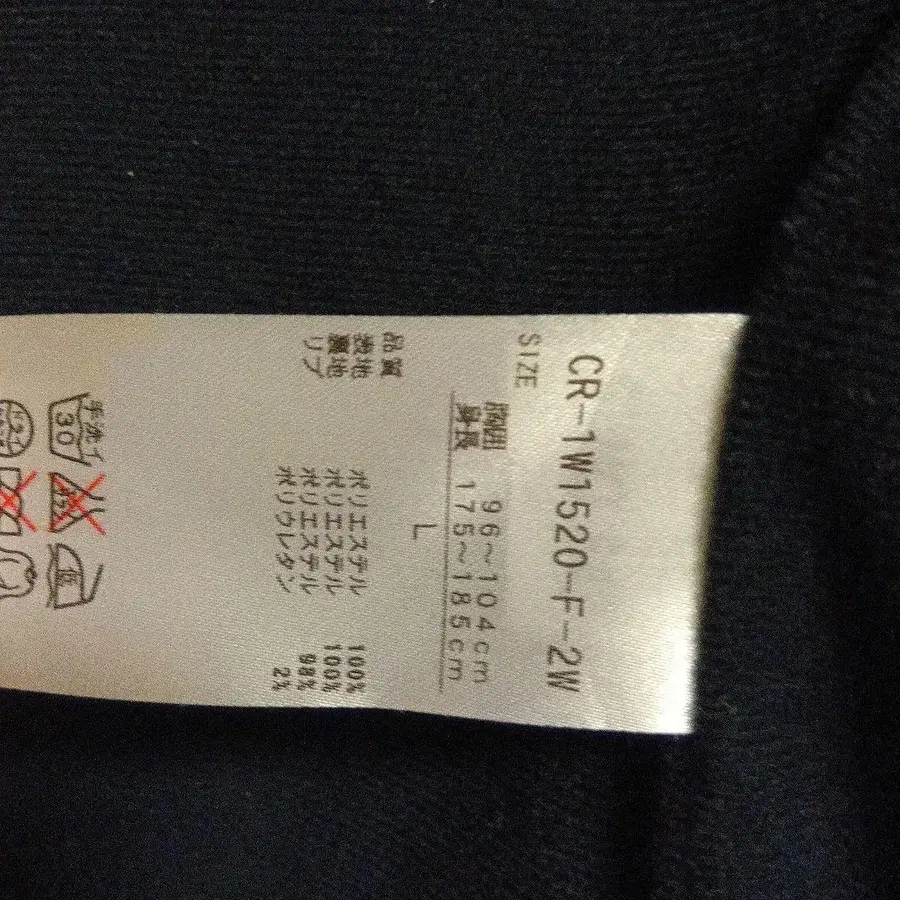 CR-1W1520-F-2W
SIZE
胸囲 96~104cm
身長 175~185cm
L
品質
表地 ポリエステル 100%
裏地 ポリエステル 100%
リブ ポリエステル 98%
ポリウレタン 2%
手洗イ
30
低